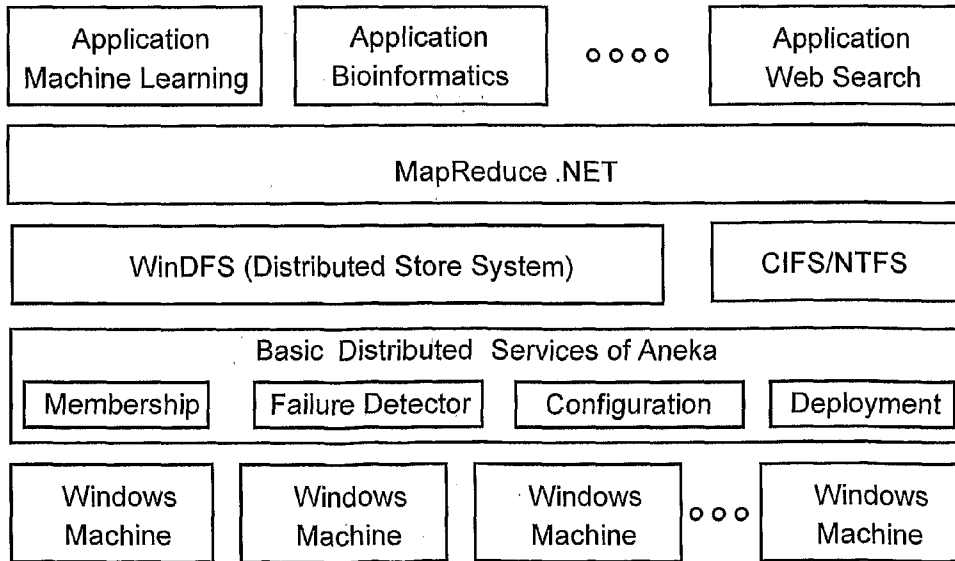 Application
Machine Learning
Application
Bioinformatics
Application
Web Search
MapReduce .NET
WinDFS (Distributed Store System)
CIFS/NTFS
Basic Distributed Services of Aneka
Membership
Failure Detector
Configuration
Deployment
Windows
Machine
Windows
Machine
Windows
Machine
Windows
Machine